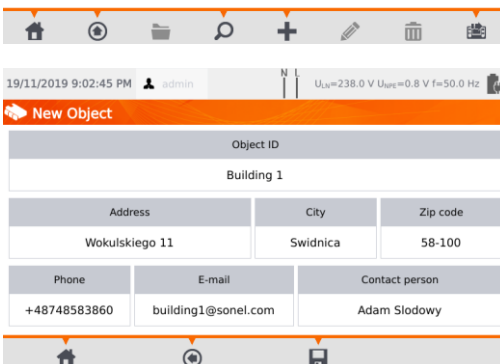 19/11/2019 9:02:45 PM admin N L U_LN=238.0 V U_NPE=0.8 V f=50.0 Hz
New Object
Object ID
Building 1
Address City Zip code
Wokulskiego 11 Swidnica 58-100
Phone E-mail Contact person
+48748583860 building1@sonel.com Adam Slodowy